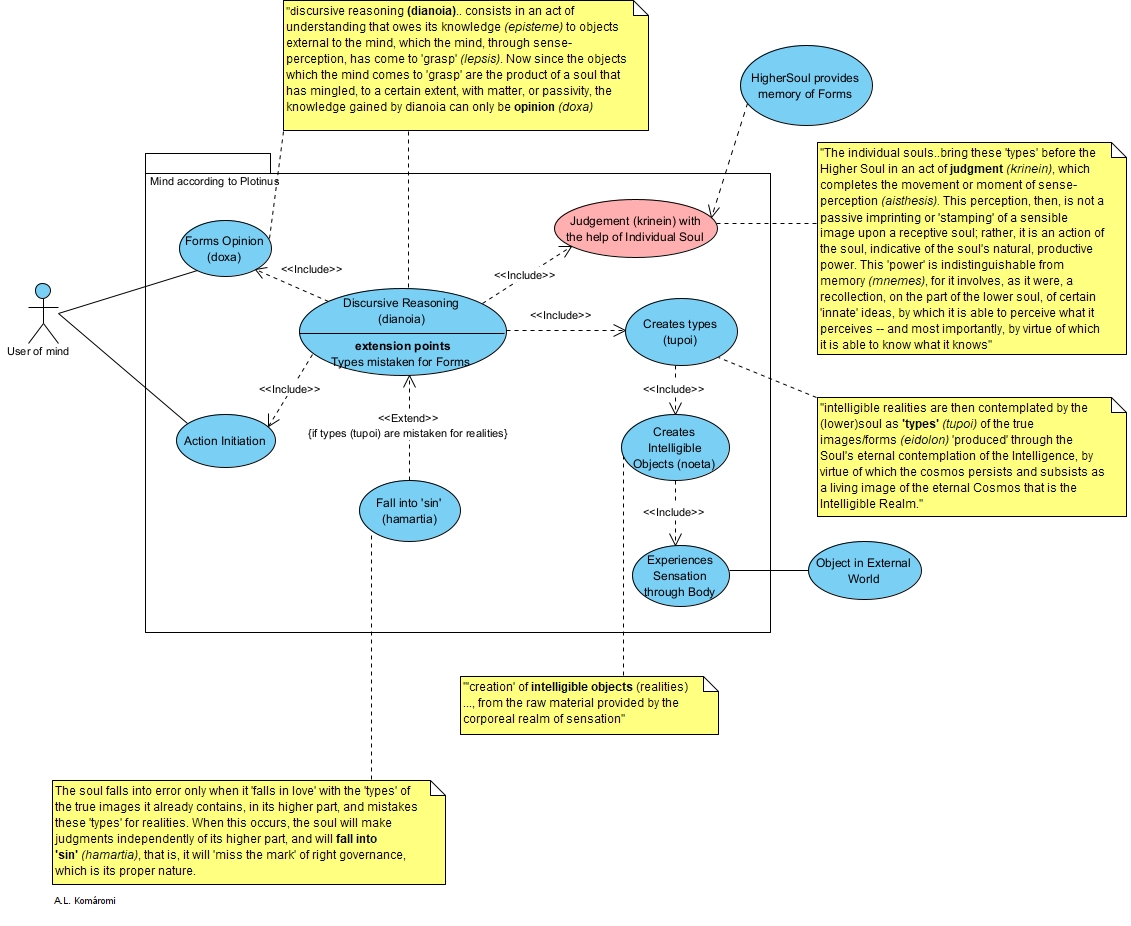 "discursive reasoning (dianoia).. consists in an act of
understanding that owes its knowledge (episteme) to objects
external to the mind, which the mind, through sense-
perception, has come to 'grasp' (lepsis). Now since the objects
which the mind comes to 'grasp' are the product of a soul that
has mingled, to a certain extent, with matter, or passivity, the
knowledge gained by dianoia can only be opinion (doxa)
HigherSoul provides
memory of Forms
"The individual souls..bring these 'types' before the
Higher Soul in an act of judgment (krinein), which
completes the movement or moment of sense-
perception (aisthesis). This perception, then, is not a
passive imprinting or 'stamping' of a sensible
image upon a receptive soul; rather, it is an action of
the soul, indicative of the soul's natural, productive
power. This 'power' is indistinguishable from
memory (mnemes), for it involves, as it were, a
recollection, on the part of the lower soul, of certain
'innate' ideas, by which it is able to perceive what it
perceives -- and most importantly, by virtue of which
it is able to know what it knows"
Mind according to Plotinus
Judgement (krinein) with
the help of Individual Soul
Forms Opinion
(doxa)
<<Include>>
<<Include>>
Discursive Reasoning
(dianoia)
extension points
Types mistaken for Forms
<<Include>>
Creates types
(tupoi)
User of mind
<<Include>>
<<Include>>
<<Extend>>
{if types (tupoi) are mistaken for realities}
Action Initiation
Creates
Intelligible
Objects (noeta)
"intelligible realities are then contemplated by the
(lower)soul as 'types' (tupoi) of the true
images/forms (eidolon) 'produced' through the
Soul's eternal contemplation of the Intelligence, by
virtue of which the cosmos persists and subsists as
a living image of the eternal Cosmos that is the
Intelligible Realm."
Fall into 'sin'
(hamartia)
<<Include>>
Experiences
Sensation
through Body
Object in External
World
"'creation' of intelligible objects (realities)
..., from the raw material provided by the
corporeal realm of sensation"
The soul falls into error only when it 'falls in love' with the 'types' of
the true images it already contains, in its higher part, and mistakes
these 'types' for realities. When this occurs, the soul will make
judgments independently of its higher part, and will fall into
'sin' (hamartia), that is, it will 'miss the mark' of right governance,
which is its proper nature.
A.L. Komáromi